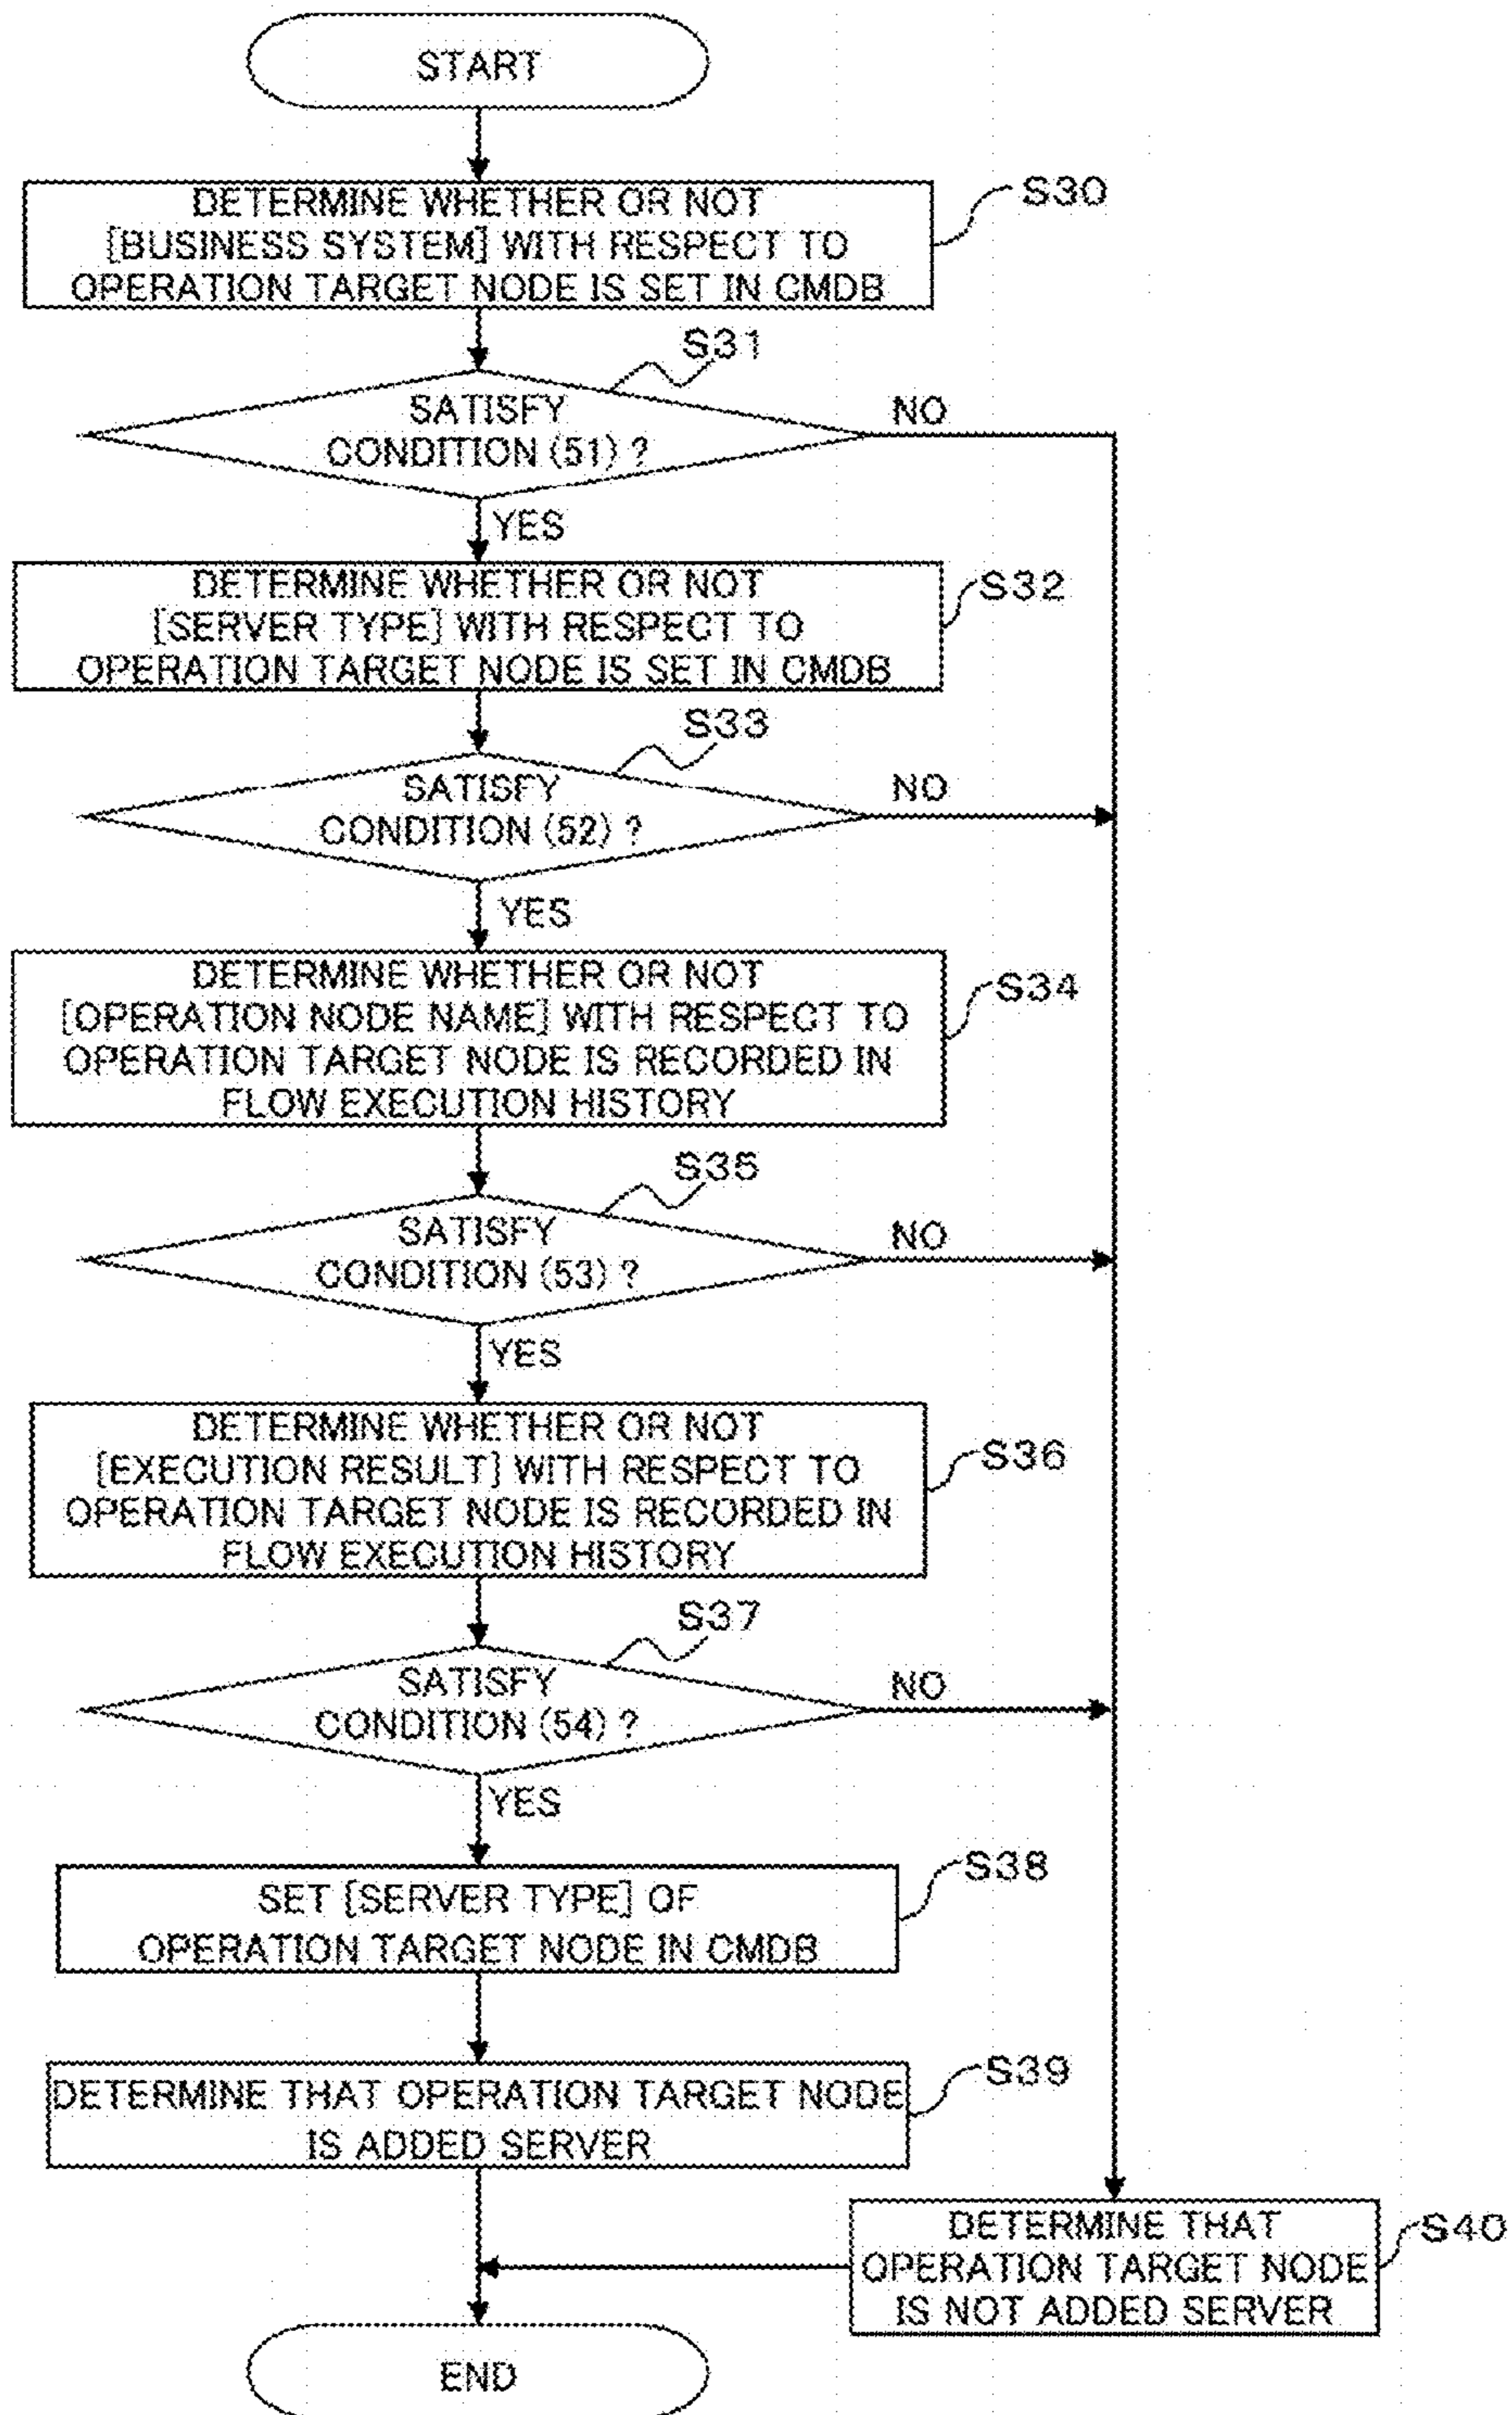 START
DETERMINE WHETHER OR NOT
[BUSINESS SYSTEM] WITH RESPECT TO
OPERATION TARGET NODE IS SET IN CMDB
S30
S31
SATISFY
CONDITION (51) ?
NO
YES
DETERMINE WHETHER OR NOT
[SERVER TYPE] WITH RESPECT TO
OPERATION TARGET NODE IS SET IN CMDB
S32
S33
SATISFY
CONDITION (52) ?
NO
YES
DETERMINE WHETHER OR NOT
[OPERATION NODE NAME] WITH RESPECT TO
OPERATION TARGET NODE IS RECORDED IN
FLOW EXECUTION HISTORY
S34
S35
SATISFY
CONDITION (53) ?
NO
YES
DETERMINE WHETHER OR NOT
[EXECUTION RESULT] WITH RESPECT TO
OPERATION TARGET NODE IS RECORDED IN
FLOW EXECUTION HISTORY
S36
S37
SATISFY
CONDITION (54) ?
NO
YES
SET [SERVER TYPE] OF
OPERATION TARGET NODE IN CMDB
S38
DETERMINE THAT OPERATION TARGET NODE
IS ADDED SERVER
S39
DETERMINE THAT
OPERATION TARGET NODE
IS NOT ADDED SERVER
S40
END